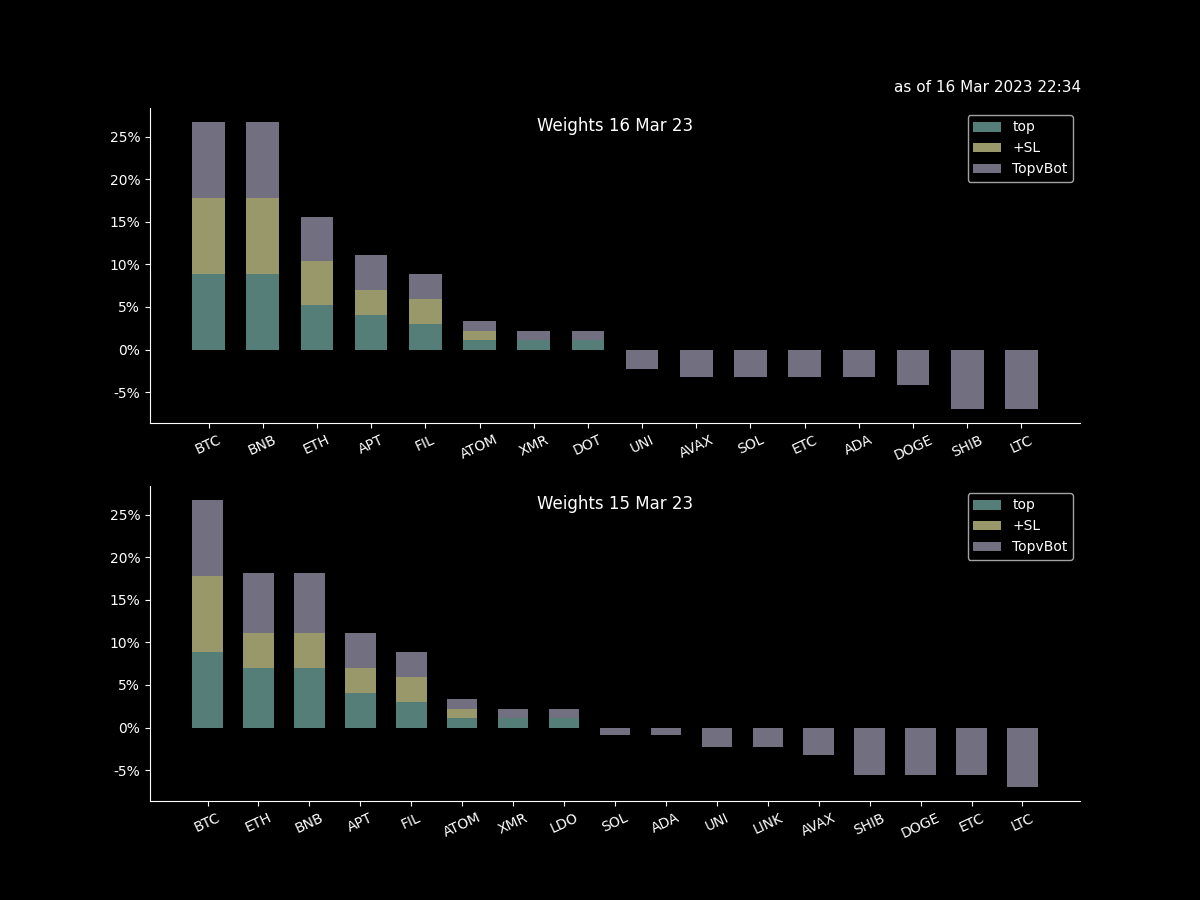 as of 16 Mar 2023 22:34
Weights 16 Mar 23
top
+SL
TopvBot
25%
20%
15%
10%
5%
0%
-5%
BTC BNB ETH APT FIL ATOM XMR DOT UNI AVAX SOL ETC ADA DOGE SHIB LTC
Weights 15 Mar 23
top
+SL
TopvBot
25%
20%
15%
10%
5%
0%
-5%
BTC ETH BNB APT FIL ATOM XMR LDO SOL ADA UNI LINK AVAX SHIB DOGE ETC LTC